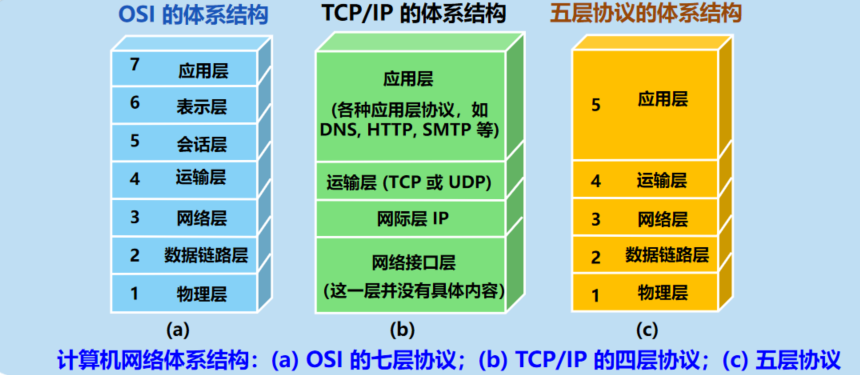 OSI 的体系结构
TCP/IP 的体系结构
五层协议的体系结构
7 应用层
6 表示层
5 会话层
4 运输层
3 网络层
2 数据链路层
1 物理层
(a)
应用层
(各种应用层协议，如
DNS, HTTP, SMTP 等)
运输层 (TCP 或 UDP)
网际层 IP
网络接口层
(这一层并没有具体内容)
(b)
5 应用层
4 运输层
3 网络层
2 数据链路层
1 物理层
(c)
计算机网络体系结构：(a) OSI 的七层协议；(b) TCP/IP 的四层协议；(c) 五层协议